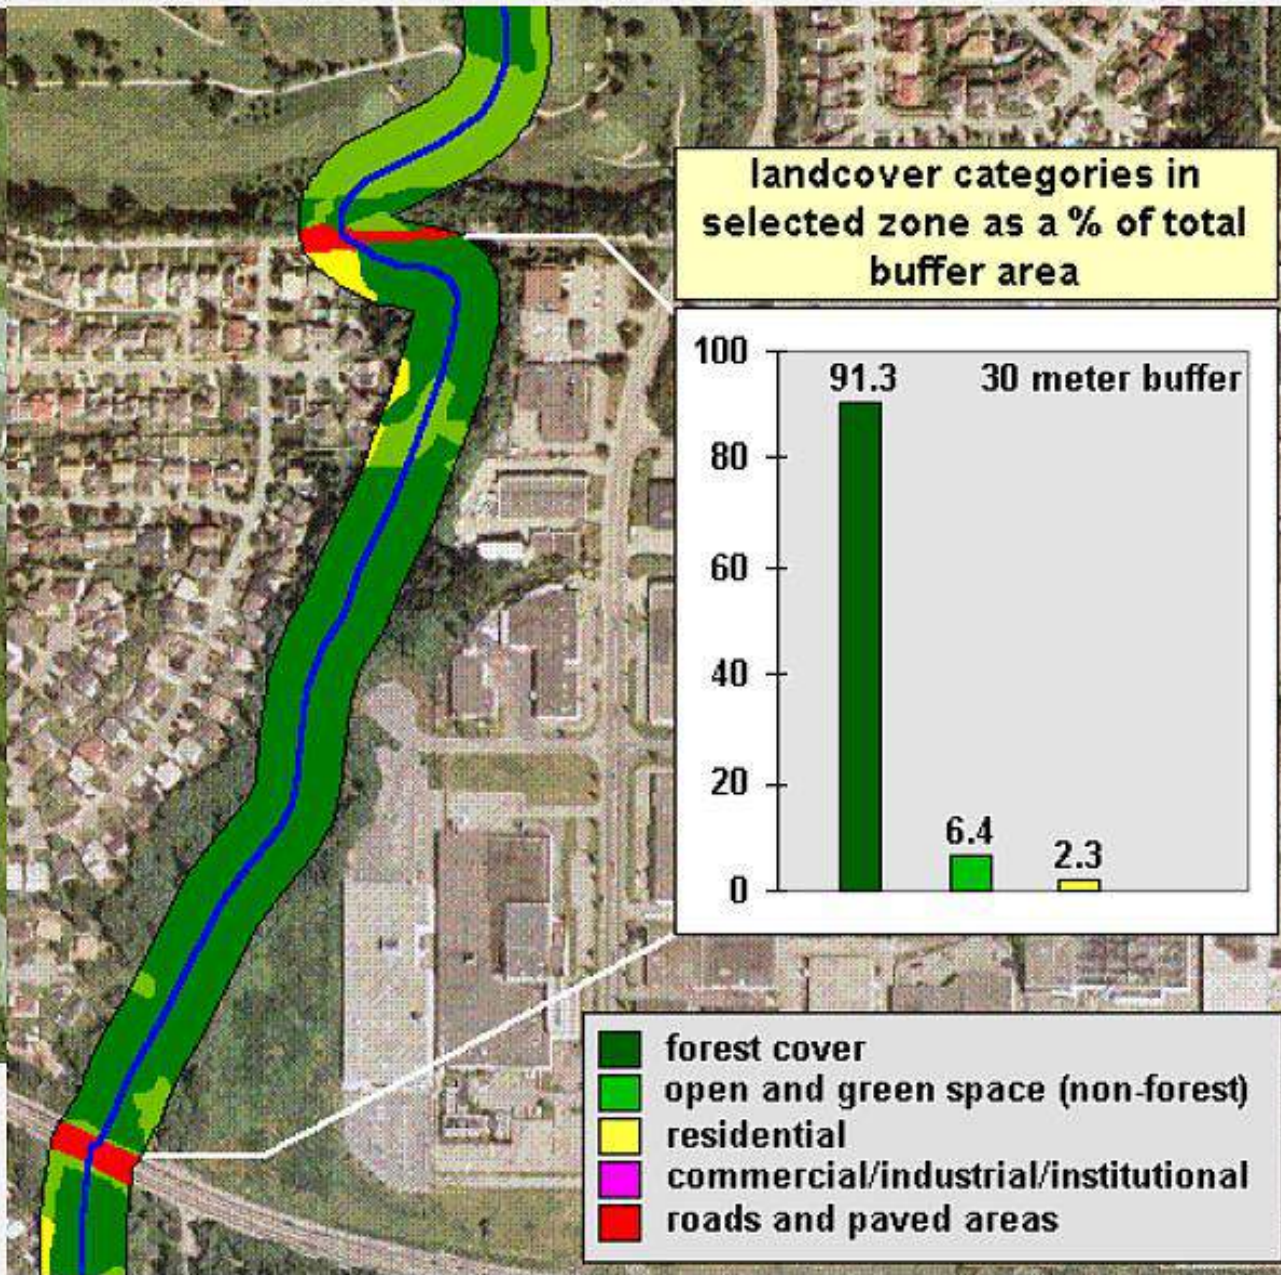 landcover categories in
selected zone as a % of total
buffer area
100
91.3
30 meter buffer
80
60
40
20
6.4
2.3
0
forest cover
open and green space (non-forest)
residential
commercial/industrial/institutional
roads and paved areas